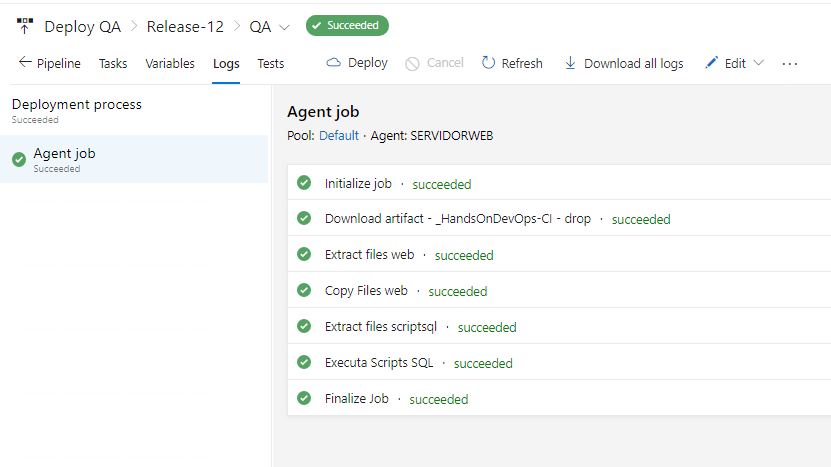 Deploy QA > Release-12 > QA Succeeded
Pipeline Tasks Variables Logs Tests Deploy Cancel Refresh Download all logs Edit ...
Deployment process
Succeeded
Agent job
Succeeded
Agent job
Pool: Default · Agent: SERVIDORWEB
Initialize job · succeeded
Download artifact - _HandsOnDevOps-CI - drop · succeeded
Extract files web · succeeded
Copy Files web · succeeded
Extract files scriptsql · succeeded
Executa Scripts SQL · succeeded
Finalize Job · succeeded